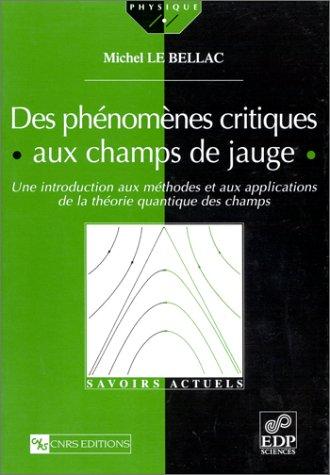 PHYSIQUE
Michel LE BELLAC
Des phénomènes critiques
• aux champs de jauge •
Une introduction aux méthodes et aux applications
de la théorie quantique des champs
SAVOIRS ACTUELS
CNRS
CNRS EDITIONS
EDP
SCIENCES